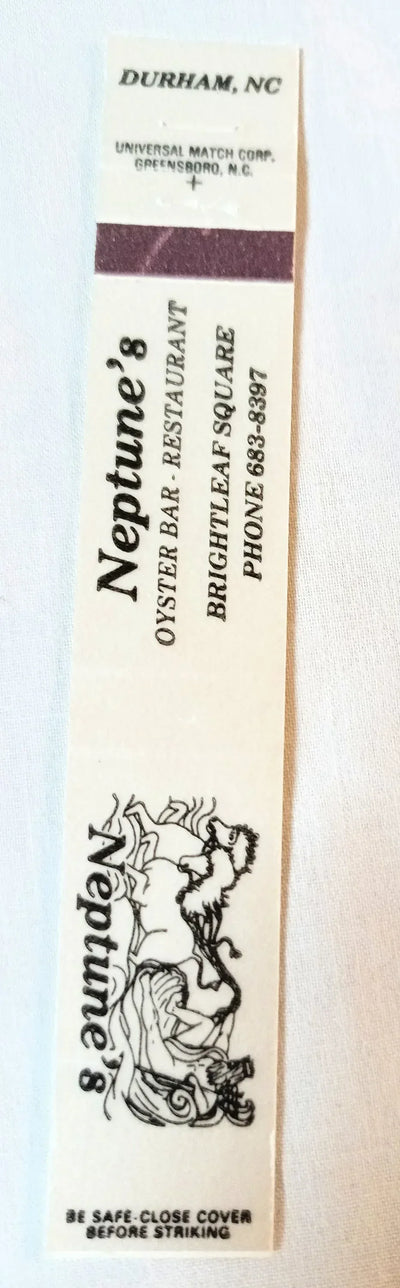 DURHAM, NC
UNIVERSAL MATCH CORP.
GREENSBORO, N.C.
Neptune's
OYSTER BAR - RESTAURANT
BRIGHTLEAF SQUARE
PHONE 683-8397
Neptune's
BE SAFE-CLOSE COVER
BEFORE STRIKING